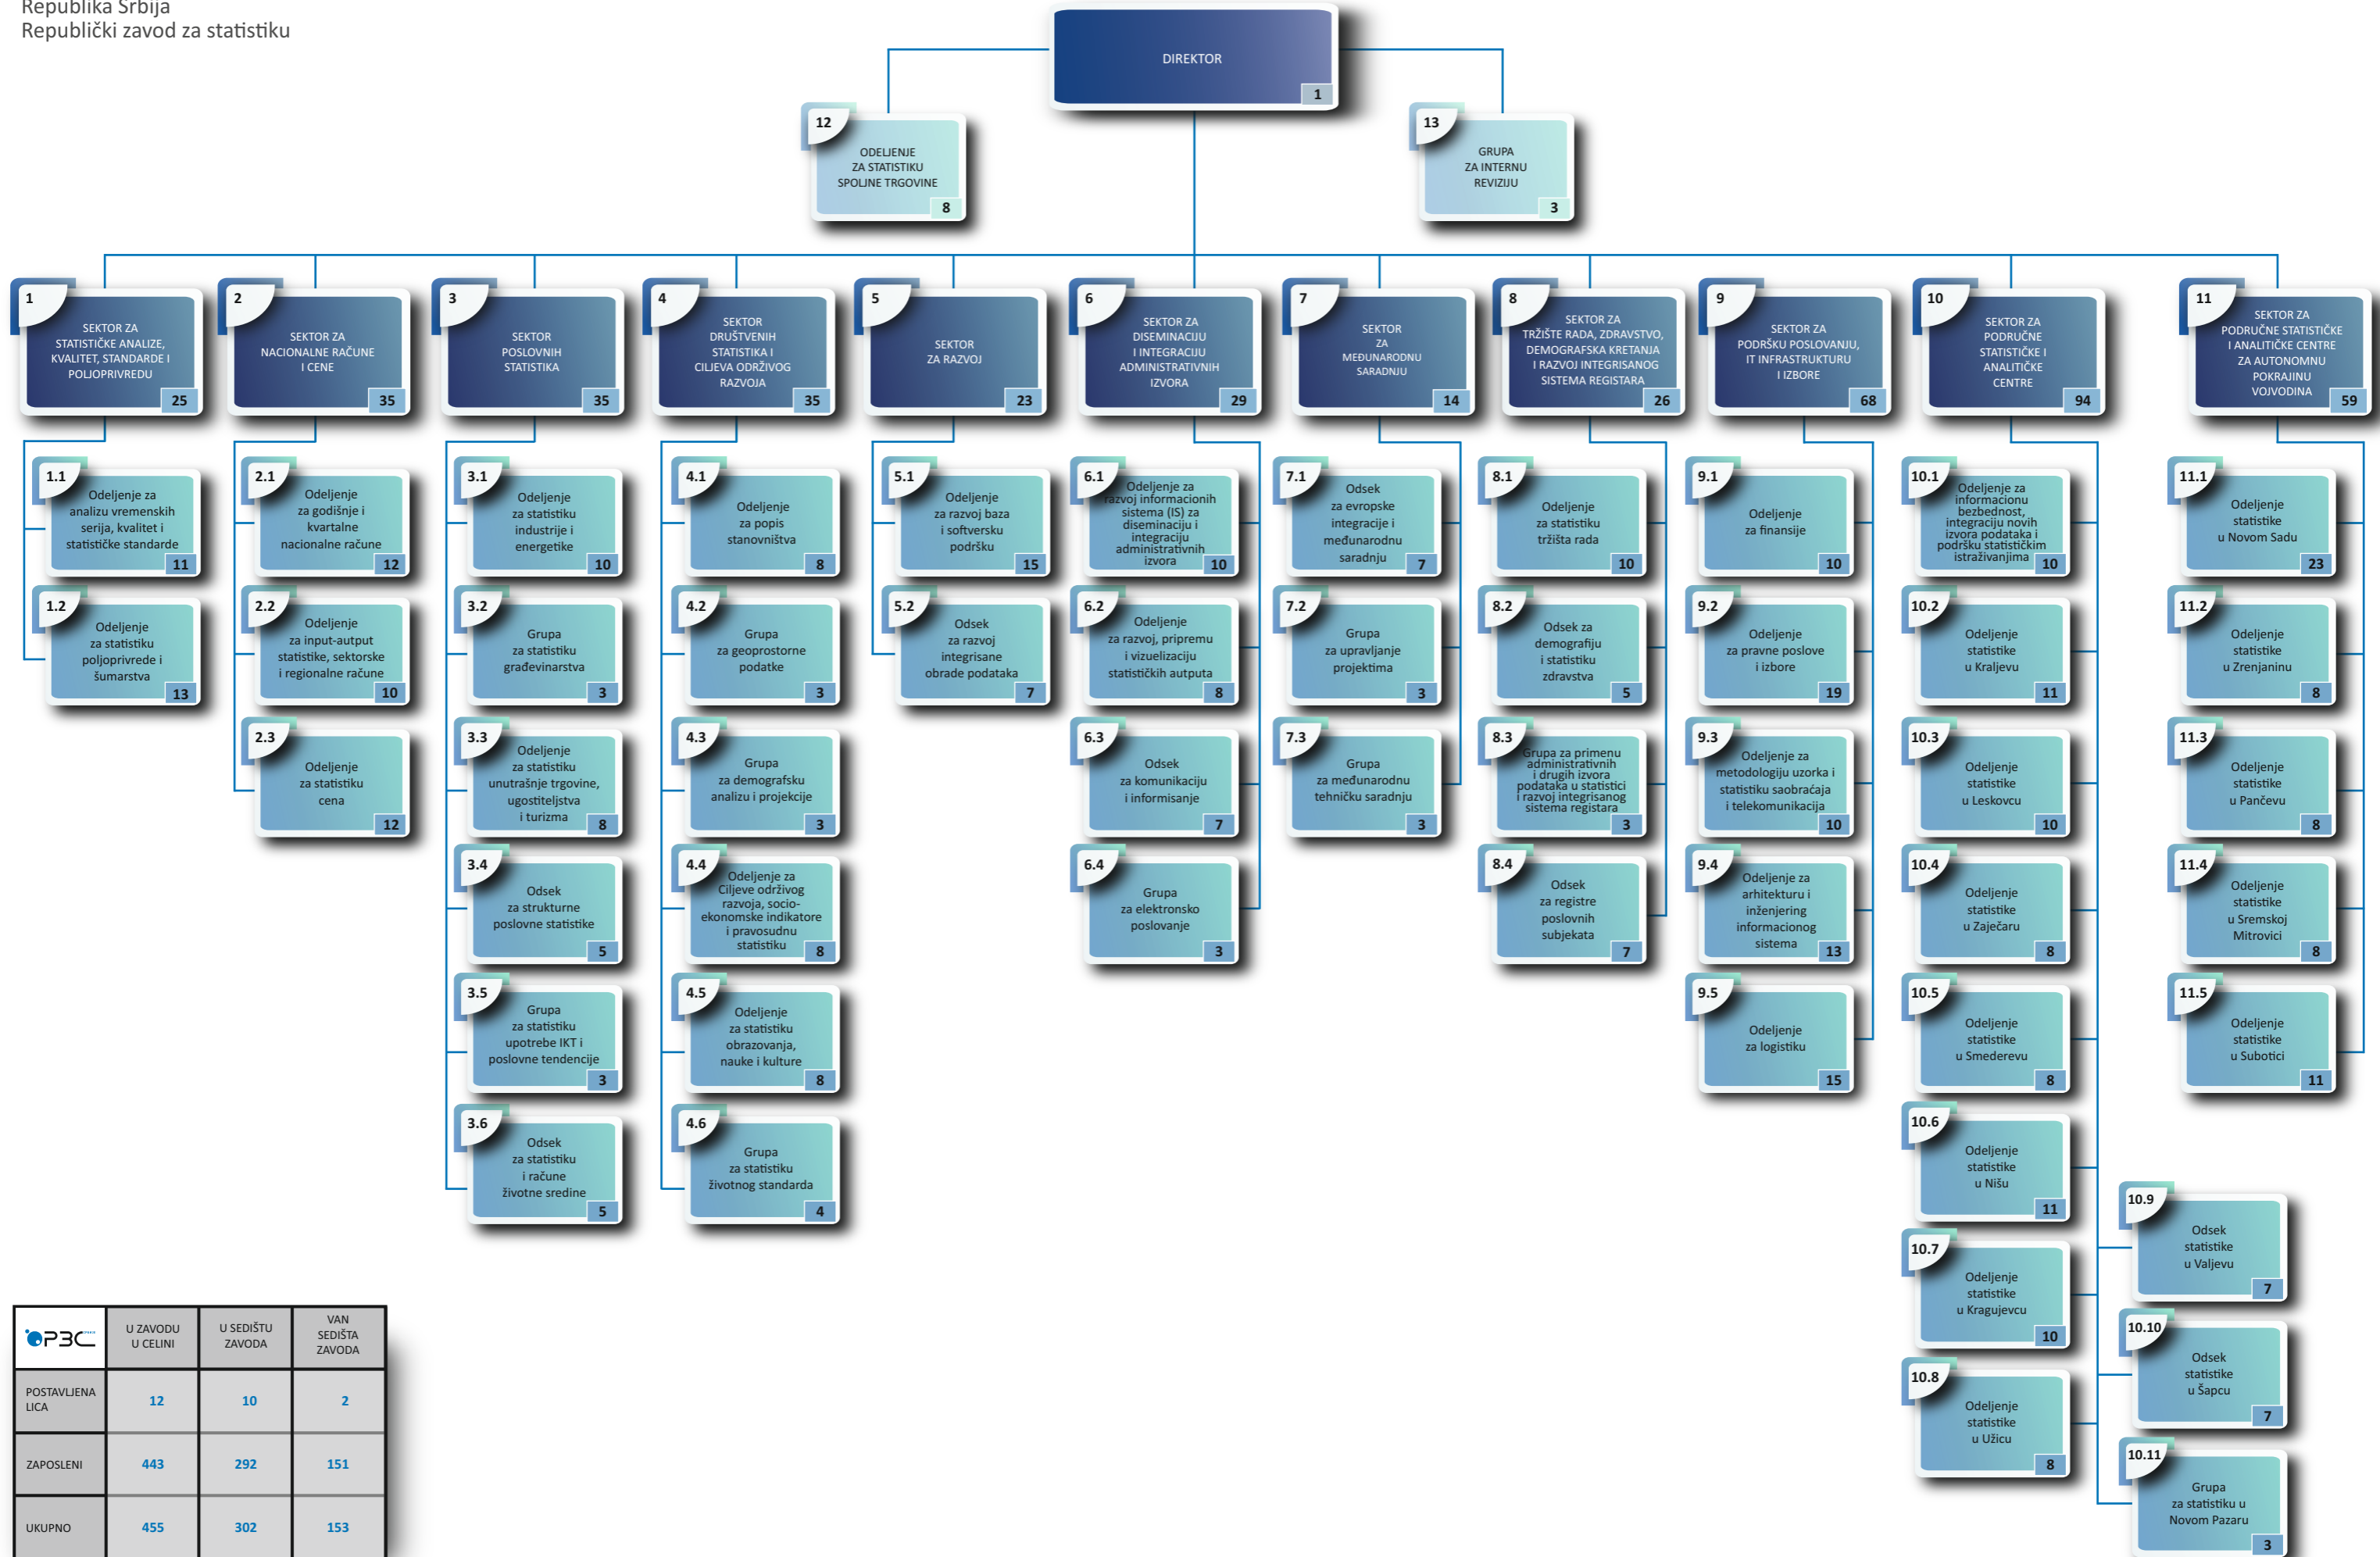 Republika Srbija
Republički zavod za statistiku
DIREKTOR
1
12
ODELJENJE
ZA STATISTIKU
SPOLJNE TRGOVINE
8
13
GRUPA
ZA INTERNU
REVIZIJU
3
1
SEKTOR ZA
STATISTIČKE ANALIZE,
KVALITET, STANDARDE I
POLJOPRIVREDU
25
2
SEKTOR ZA
NACIONALNE RAČUNE
I CENE
35
3
SEKTOR
POSLOVNIH
STATISTIKA
35
4
SEKTOR
DRUŠTVENIH
STATISTIKA I
CILJEVA ODRŽIVOG
RAZVOJA
35
5
SEKTOR
ZA RAZVOJ
23
6
SEKTOR ZA
DISEMINACIJU
I INTEGRACIJU
ADMINISTRATIVNIH
IZVORA
29
7
SEKTOR
ZA
MEĐUNARODNU
SARADNJU
14
8
SEKTOR ZA
TRŽIŠTE RADA, ZDRAVSTVO,
DEMOGRAFSKA KRETANJA
I RAZVOJ INTEGRISANOG
SISTEMA REGISTARA
26
9
SEKTOR ZA
PODRŠKU POSLOVANJU,
IT INFRASTRUKTURU
I IZBORE
68
10
SEKTOR ZA
PODRUČNE
STATISTIČKE I
ANALITIČKE
CENTRE
94
11
SEKTOR ZA
PODRUČNE STATISTIČKE
I ANALITIČKE CENTRE
ZA AUTONOMNU
POKRAJINU
VOJVODINA
59
1.1
Odeljenje za
analizu vremenskih
serija, kvalitet i
statističke standarde
11
1.2
Odeljenje
za statistiku
poljoprivrede i
šumarstva
13
2.1
Odeljenje
za godišnje i
kvartalne
nacionalne račune
12
2.2
Odeljenje
za input-autput
statistike, sektorske
i regionalne račune
10
2.3
Odeljenje
za statistiku
cena
12
3.1
Odeljenje
za statistiku
industrije i
energetike
10
3.2
Grupa
za statistiku
građevinarstva
3
3.3
Odeljenje
za statistiku
unutrašnje trgovine,
ugostiteljstva
i turizma
8
3.4
Odsek
za strukturne
poslovne statistike
5
3.5
Grupa
za statistiku
upotrebe IKT i
poslovne tendencije
3
3.6
Odsek
za statistiku
i račune
životne sredine
5
4.1
Odeljenje
za popis
stanovništva
8
4.2
Grupa
za geoprostorne
podatke
3
4.3
Grupa
za demografsku
analizu i projekcije
3
4.4
Odeljenje za
Ciljeve održivog
razvoja, socio-
ekonomske indikatore
i pravosudnu
statistiku
8
4.5
Odeljenje
za statistiku
obrazovanja,
nauke i kulture
8
4.6
Grupa
za statistiku
životnog standarda
4
5.1
Odeljenje
za razvoj baza
i softversku
podršku
15
5.2
Odsek
za razvoj
integrisane
obrade podataka
7
6.1
Odeljenje za
razvoj informacionih
sistema (IS) za
diseminaciju i
integraciju
administrativnih
izvora
10
6.2
Odeljenje
za razvoj, pripremu
i vizuelizaciju
statističkih autputa
8
6.3
Odsek
za komunikaciju
i informisanje
7
6.4
Grupa
za elektronsko
poslovanje
3
7.1
Odsek
za evropske
integracije i
međunarodnu
saradnju
7
7.2
Grupa
za upravljanje
projektima
3
7.3
Grupa
za međunarodnu
tehničku saradnju
3
8.1
Odeljenje
za statistiku
tržišta rada
10
8.2
Odsek za
demografiju
i statistiku
zdravstva
5
8.3
Grupa za primenu
administrativnih
i drugih izvora
podataka u statistici
i razvoj integrisanog
sistema registara
3
8.4
Odsek
za registre
poslovnih
subjekata
7
9.1
Odeljenje
za finansije
10
9.2
Odeljenje
za pravne poslove
i izbore
19
9.3
Odeljenje za
metodologiju uzorka i
statistiku saobraćaja
i telekomunikacija
10
9.4
Odeljenje za
arhitekturu i
inženjering
informacionog
sistema
13
9.5
Odeljenje
za logistiku
15
10.1
Odeljenje za
informacionu
bezbednost,
integraciju novih
izvora podataka i
podršku statističkim
istraživanjima
10
10.2
Odeljenje
statistike
u Kraljevu
11
10.3
Odeljenje
statistike
u Leskovcu
10
10.4
Odeljenje
statistike
u Zaječaru
8
10.5
Odeljenje
statistike
u Smederevu
8
10.6
Odeljenje
statistike
u Nišu
11
10.7
Odeljenje
statistike
u Kragujevcu
10
10.8
Odeljenje
statistike
u Užicu
8
10.9
Odsek
statistike
u Valjevu
7
10.10
Odsek
statistike
u Šapcu
7
10.11
Grupa
za statistiku u
Novom Pazaru
3
11.1
Odeljenje
statistike
u Novom Sadu
23
11.2
Odeljenje
statistike
u Zrenjaninu
8
11.3
Odeljenje
statistike
u Pančevu
8
11.4
Odeljenje
statistike
u Sremskoj
Mitrovici
8
11.5
Odeljenje
statistike
u Subotici
11
РЗС
U ZAVODU
U CELINI
U SEDIŠTU
ZAVODA
VAN
SEDIŠTA
ZAVODA
POSTAVLJENA
LICA
12
10
2
ZAPOSLENI
443
292
151
UKUPNO
455
302
153